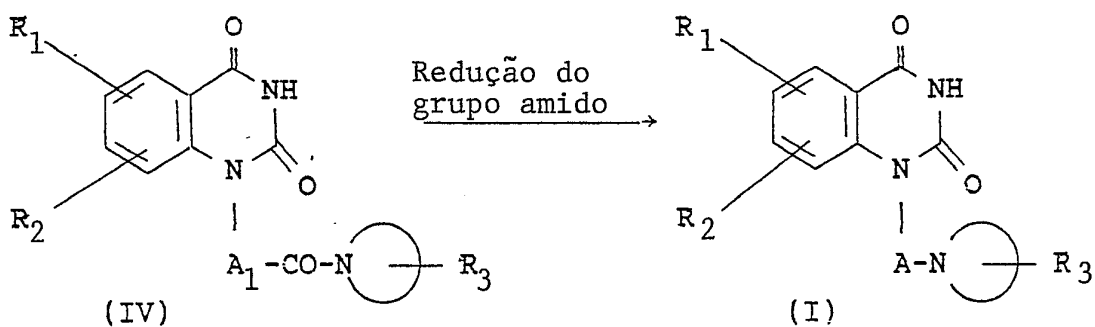 R₁
O
NH
N
O
R₂
A₁-CO-N
R₃
(IV)
Redução do
grupo amido
R₁
O
NH
N
O
R₂
A-N
R₃
(I)